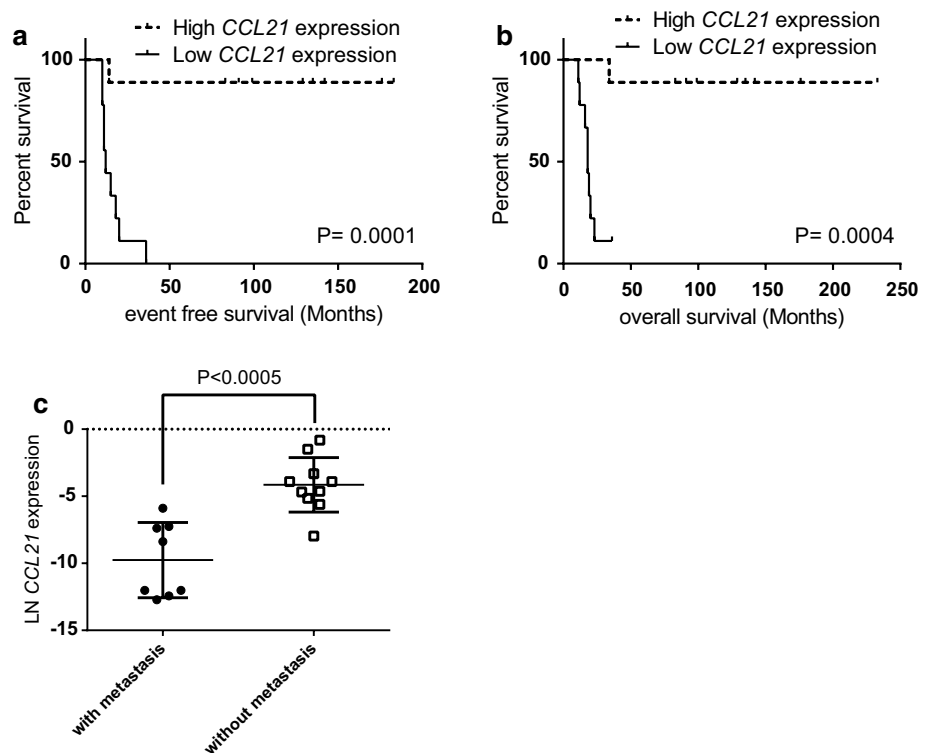 a
High CCL21 expression
Low CCL21 expression
100
50
0
Percent survival
P= 0.0001
0 50 100 150 200
event free survival (Months)
b
High CCL21 expression
Low CCL21 expression
100
50
0
Percent survival
P= 0.0004
0 50 100 150 200 250
overall survival (Months)
c
P<0.0005
0
-5
-10
-15
LN CCL21 expression
with metastasis
without metastasis